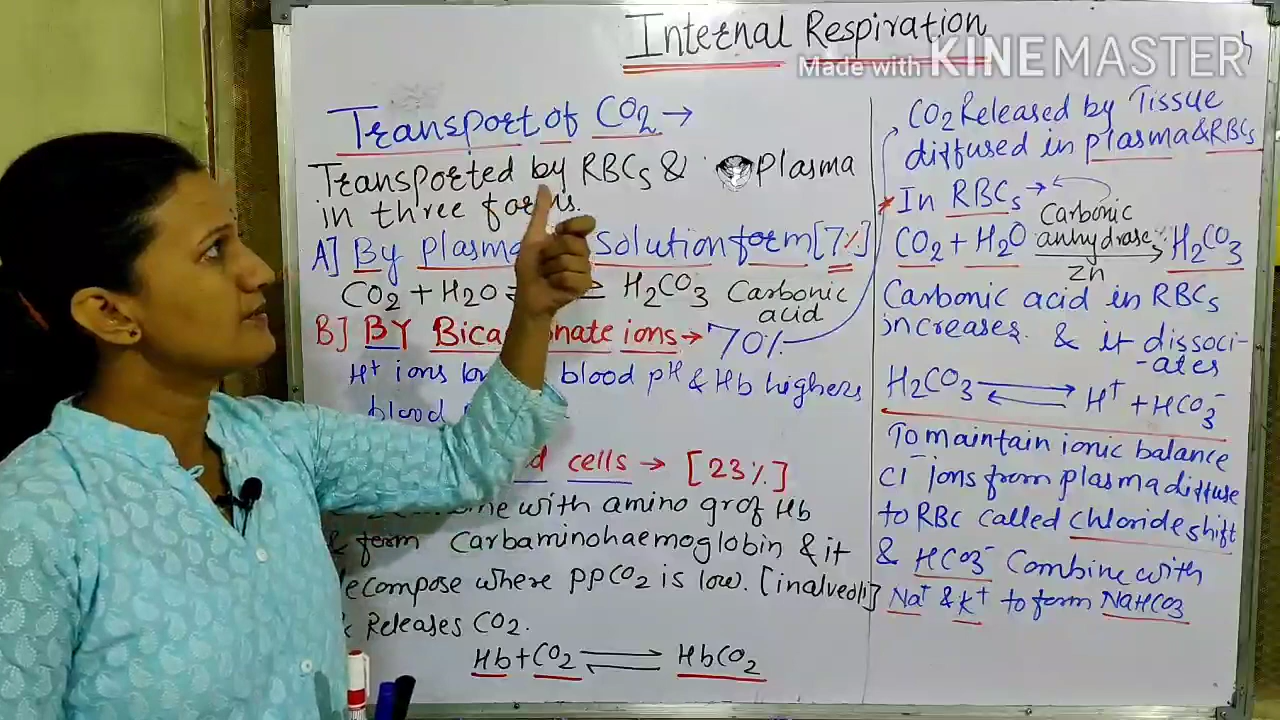 Internal Respiration
Made with KINEMASTER
Transport of CO2 →
Transported by RBCs & Plasma
in three forms.
A] By plasma solution form [7%]
CO2 + H2O ⇌ H2CO3 Carbonic
acid
B] BY Bicarbonate ions → 70%
H+ ions blood pH & Hb highers
blood
cells → [23%]
with amino gr of Hb
& form Carbaminohaemoglobin & it
decompose where ppCO2 is low. [in alveoli]
& Releases CO2.
Hb + CO2 ⇌ HbCO2
CO2 Released by Tissue
diffused in plasma & RBCs
* In RBCs →
CO2 + H2O Carbonic anhydrase Zn → H2CO3
Carbonic acid in RBCs
increases. & it dissoci-
-ates
H2CO3 ⇌ H+ + HCO3-
To maintain ionic balance
Cl- ions from plasma diffuse
to RBC called chloride shift
& HCO3- Combine with
Na+ & K+ to form NaHCO3